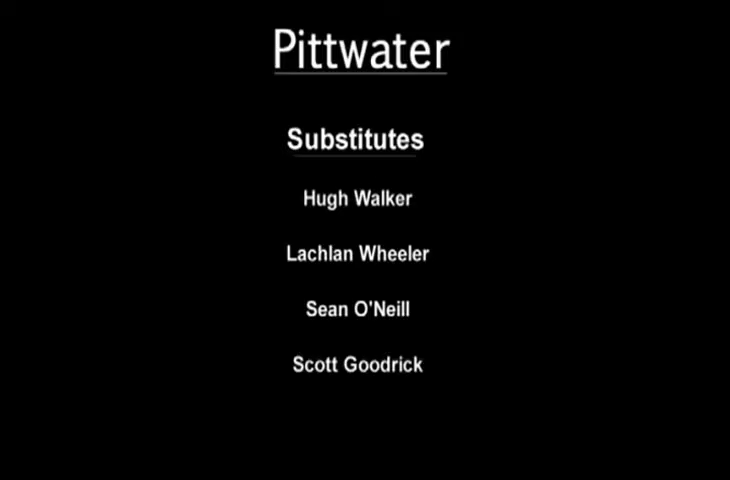 Pittwater
Substitutes
Hugh Walker
Lachlan Wheeler
Sean O'Neill
Scott Goodrick